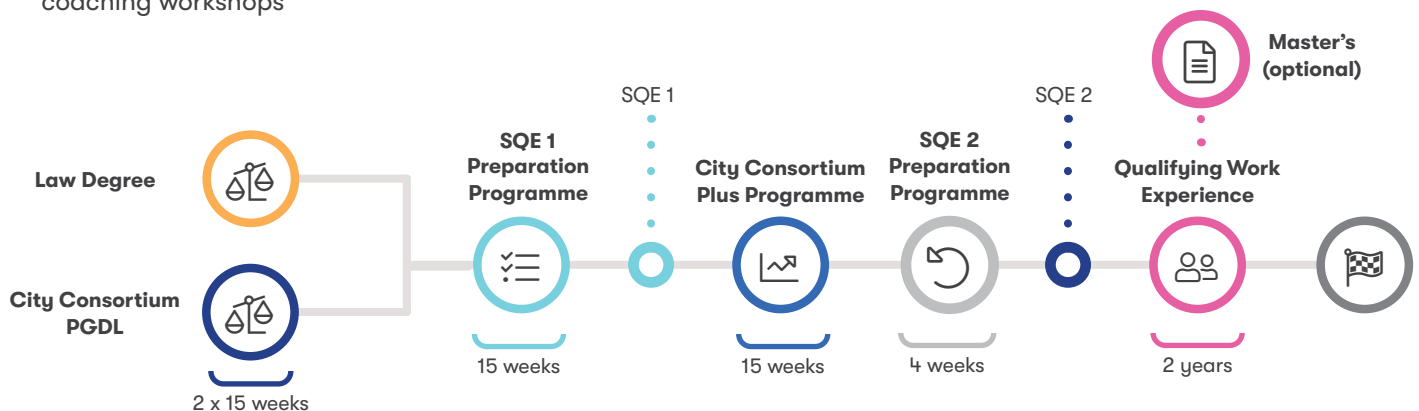 coaching workshops
Master's
(optional)
SQE 1
SQE 2
SQE 1
Preparation
Programme
City Consortium
Plus Programme
SQE 2
Preparation
Programme
Qualifying Work
Experience
Law Degree
City Consortium
PGDL
15 weeks
15 weeks
4 weeks
2 years
2 x 15 weeks